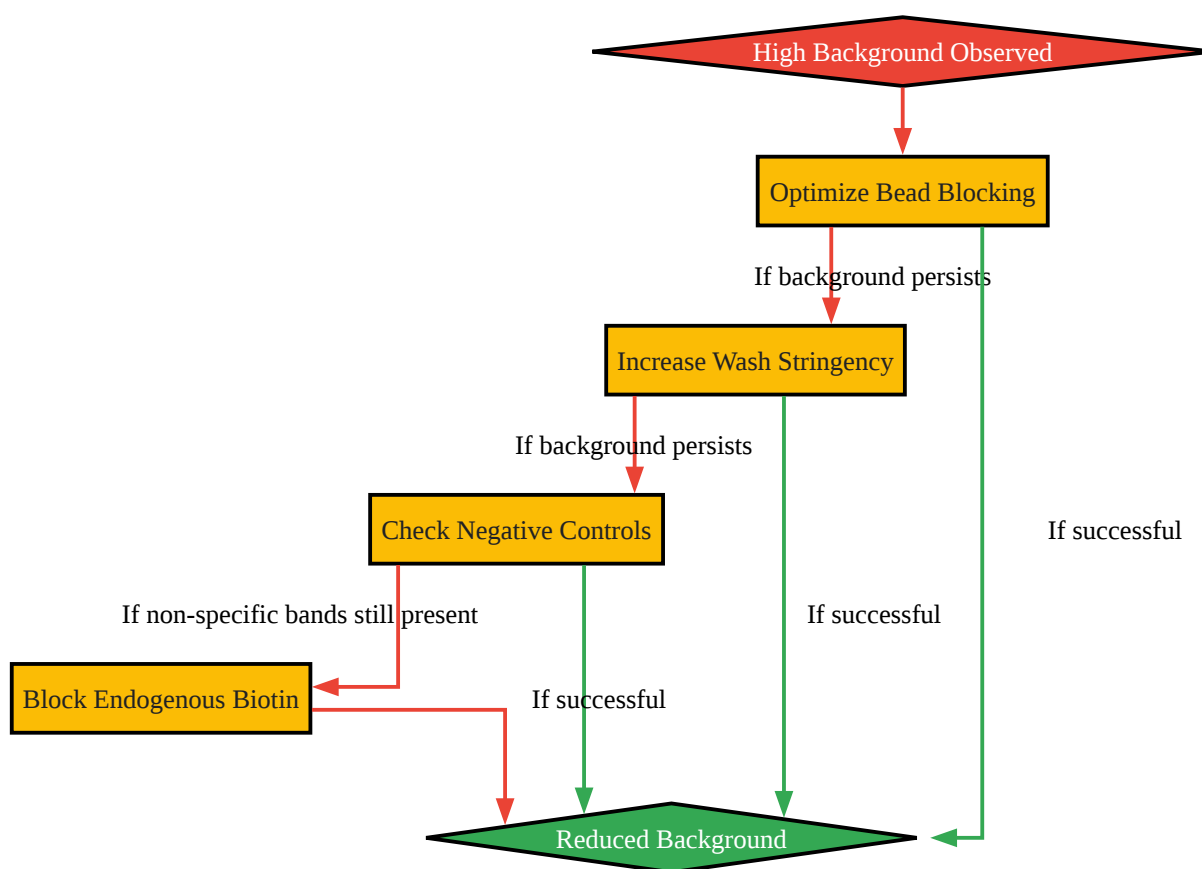 High Background Observed
Optimize Bead Blocking
If background persists
Increase Wash Stringency
If background persists
Check Negative Controls
If successful
If non-specific bands still present
If successful
Block Endogenous Biotin
If successful
Reduced Background